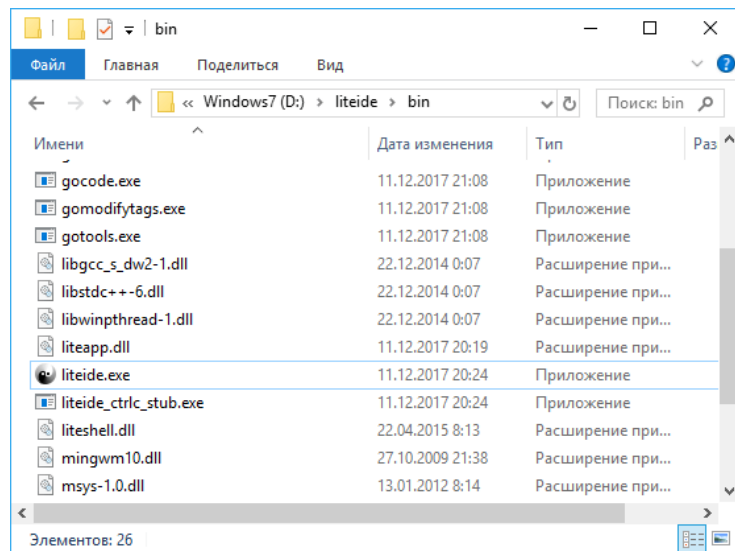 bin
Файл Главная Поделиться Вид
« Windows7 (D:) › liteide › bin Поиск: bin
Имени Дата изменения Тип Раз
gocode.exe 11.12.2017 21:08 Приложение
gomodifytags.exe 11.12.2017 21:08 Приложение
gotools.exe 11.12.2017 21:08 Приложение
libgcc_s_dw2-1.dll 22.12.2014 0:07 Расширение при...
libstdc++-6.dll 22.12.2014 0:07 Расширение при...
libwinpthread-1.dll 22.12.2014 0:07 Расширение при...
liteapp.dll 11.12.2017 20:19 Расширение при...
liteide.exe 11.12.2017 20:24 Приложение
liteide_ctrlc_stub.exe 11.12.2017 20:24 Приложение
liteshell.dll 22.04.2015 8:13 Расширение при...
mingwm10.dll 27.10.2009 21:38 Расширение при...
msys-1.0.dll 13.01.2012 8:14 Расширение при...
Элементов: 26